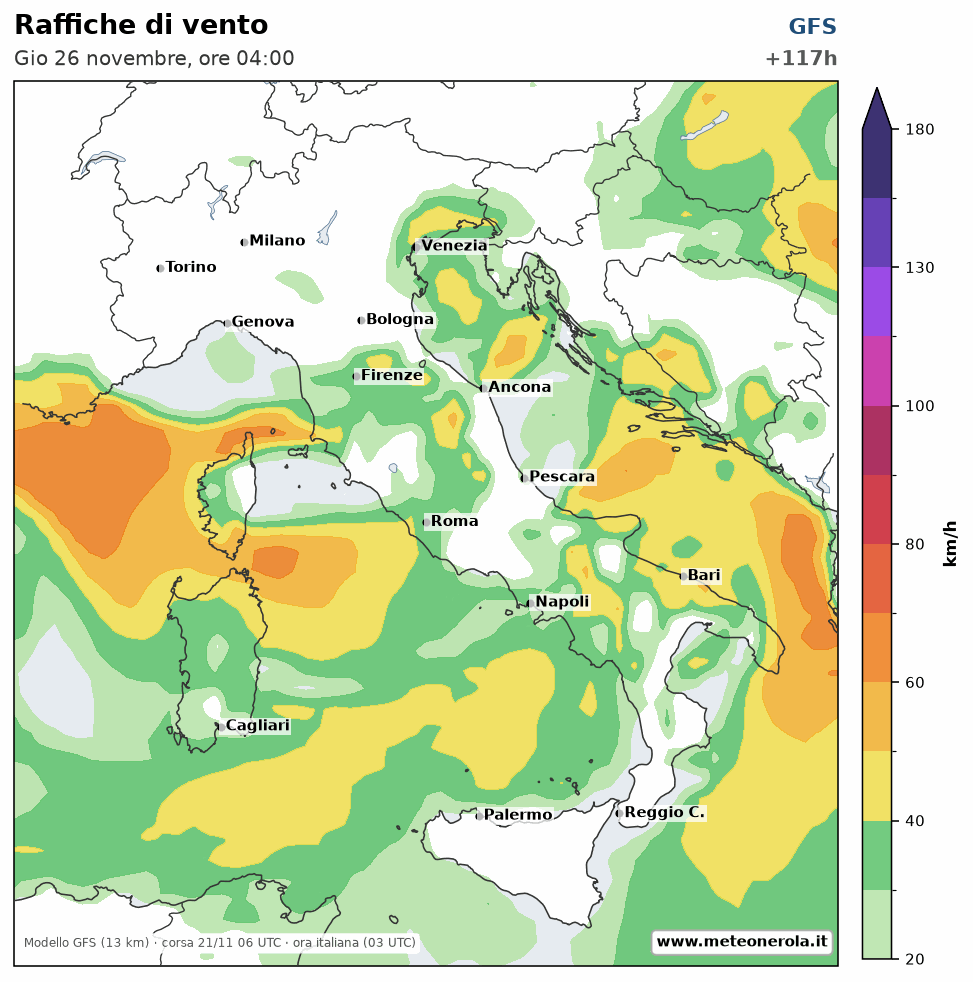 Raffiche di vento
GFS
Gio 26 novembre, ore 04:00
+117h
180
130
100
80
60
40
20
km/h
Venezia
Milano
Torino
Genova
Bologna
Firenze
Ancona
Pescara
Roma
Bari
Napoli
Cagliari
Palermo
Reggio C.
Modello GFS (13 km) · corsa 21/11 06 UTC · ora italiana (03 UTC)
www.meteonerola.it